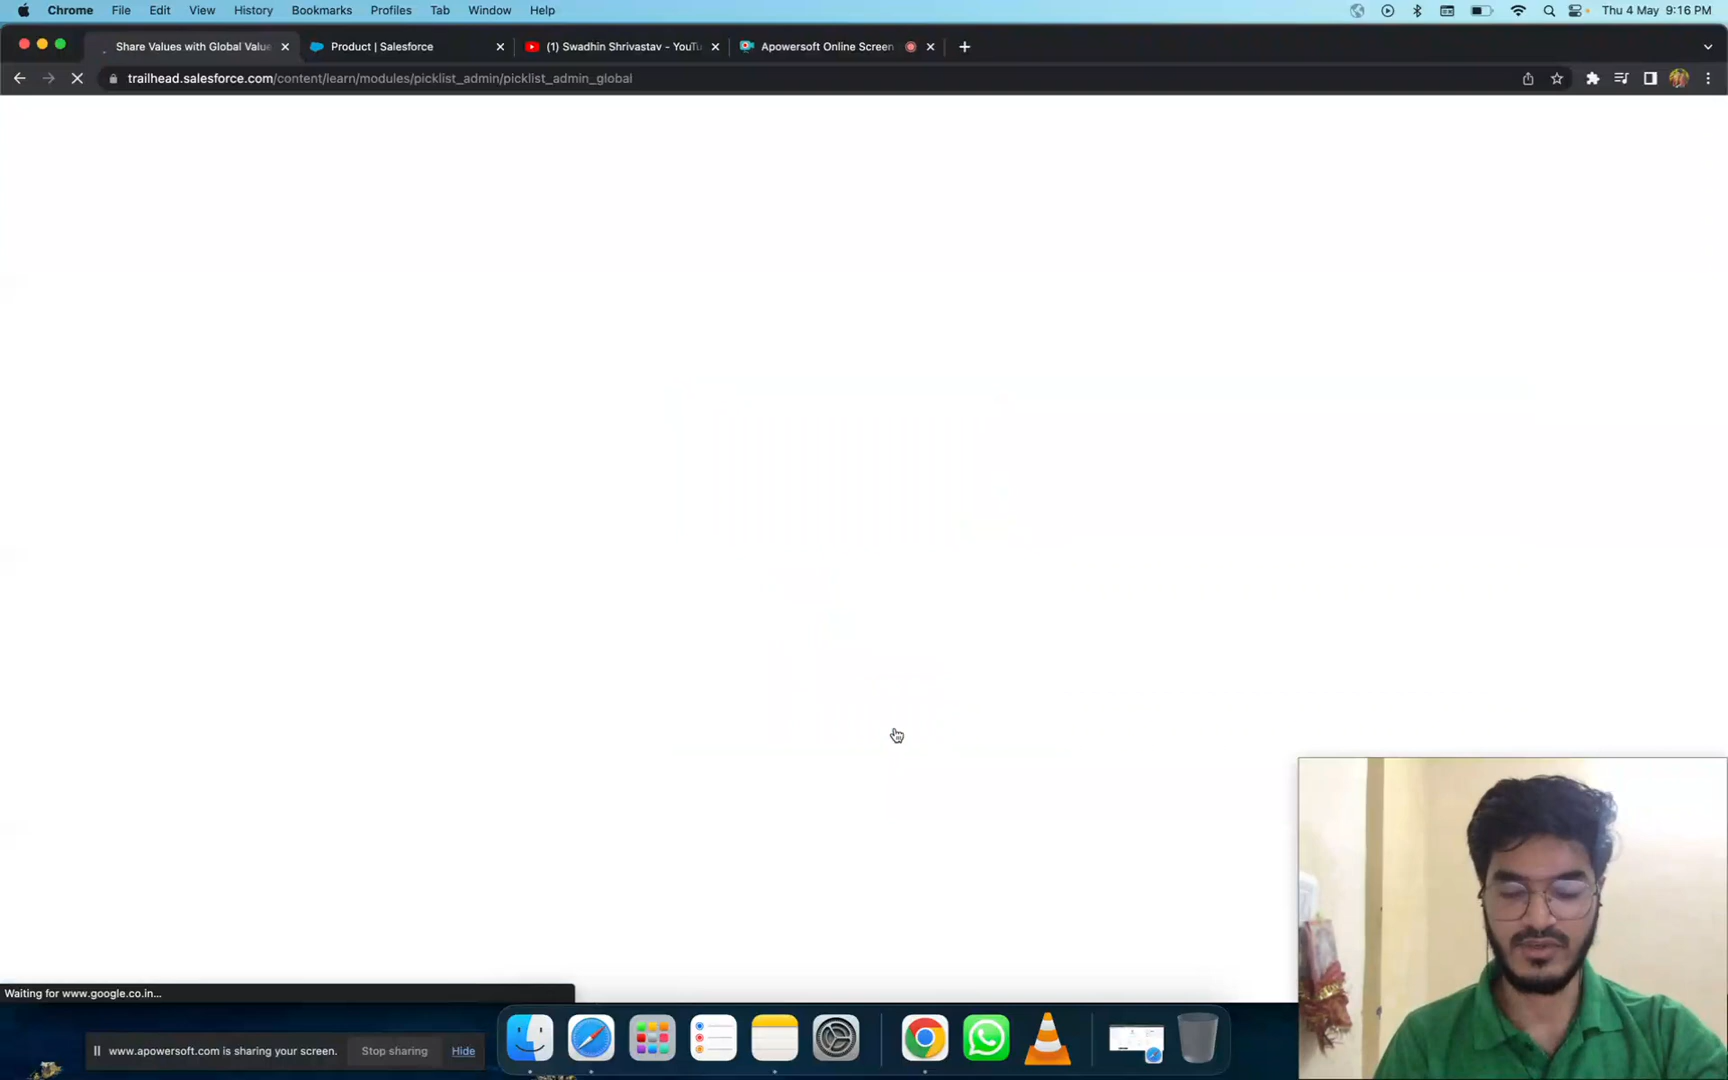 Chrome File Edit View History Bookmarks Profiles Tab Window Help Thu 4 May 9:16 PM
Share Values with Global Value Product | Salesforce (1) Swadhin Shrivastav - YouTu Apowersoft Online Screen
trailhead.salesforce.com/content/learn/modules/picklist_admin/picklist_admin_global
Waiting for www.google.co.in...
www.apowersoft.com is sharing your screen. Stop sharing Hide